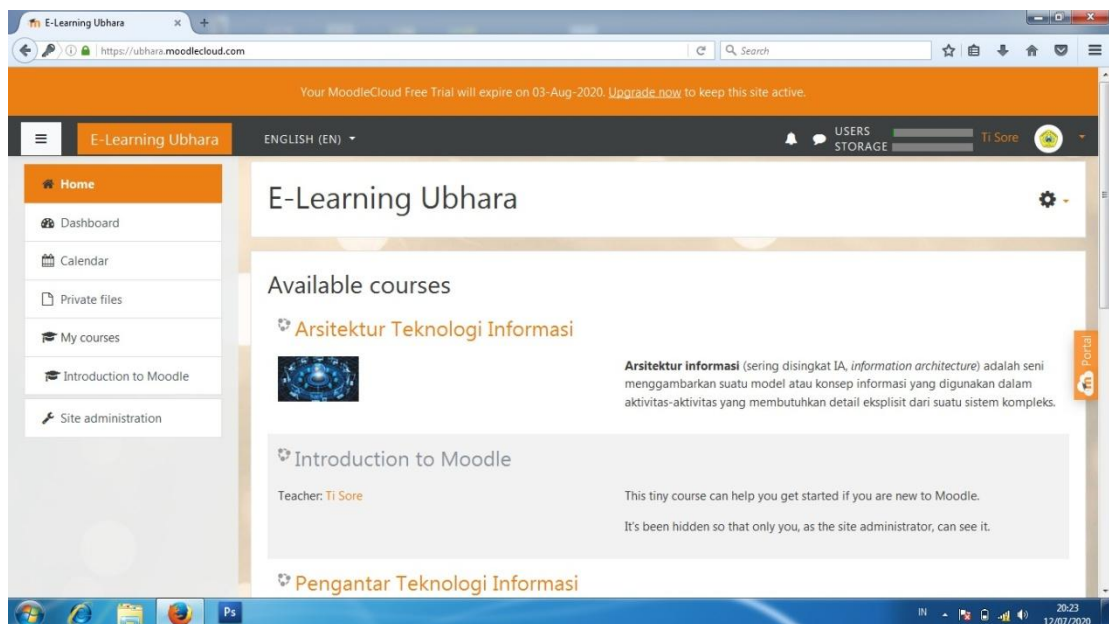 E-Learning Ubhara
https://ubhara.moodlecloud.com
Search
Your MoodleCloud Free Trial will expire on 03-Aug-2020. Upgrade now to keep this site active.
E-Learning Ubhara
ENGLISH (EN)
USERS
STORAGE
Ti Sore
Home
Dashboard
Calendar
Private files
My courses
Introduction to Moodle
Site administration
E-Learning Ubhara
Available courses
Arsitektur Teknologi Informasi
Arsitektur informasi (sering disingkat IA, information architecture) adalah seni
menggambarkan suatu model atau konsep informasi yang digunakan dalam
aktivitas-aktivitas yang membutuhkan detail eksplisit dari suatu sistem kompleks.
Introduction to Moodle
Teacher: Ti Sore
This tiny course can help you get started if you are new to Moodle.
It's been hidden so that only you, as the site administrator, can see it.
Pengantar Teknologi Informasi
Portal
Ps
IN
20:23
12/07/2020